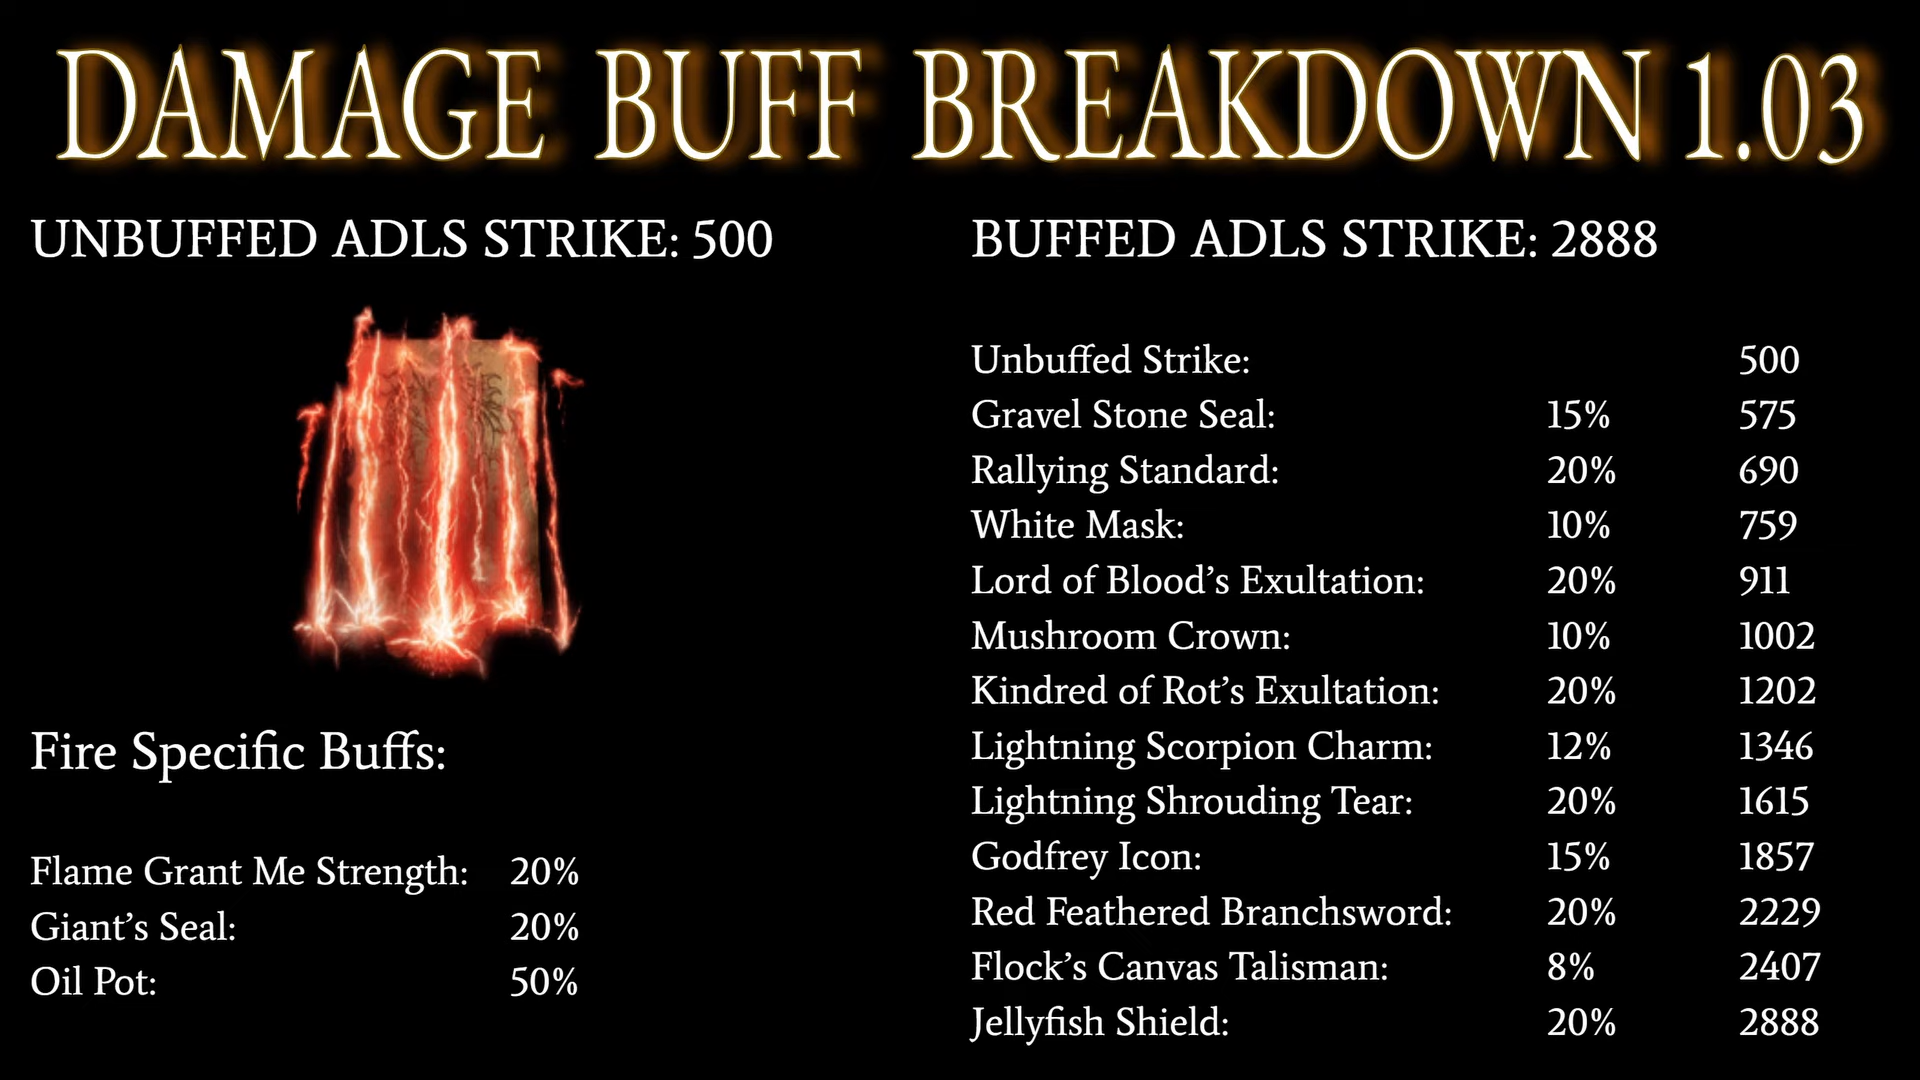 DAMAGE BUFF BREAKDOWN 1.03
UNBUFFED ADLS STRIKE: 500
Fire Specific Buffs:
Flame Grant Me Strength: 20%
Giant’s Seal: 20%
Oil Pot: 50%
BUFFED ADLS STRIKE: 2888
Unbuffed Strike: 500
Gravel Stone Seal: 15% 575
Rallying Standard: 20% 690
White Mask: 10% 759
Lord of Blood’s Exultation: 20% 911
Mushroom Crown: 10% 1002
Kindred of Rot’s Exultation: 20% 1202
Lightning Scorpion Charm: 12% 1346
Lightning Shrouding Tear: 20% 1615
Godfrey Icon: 15% 1857
Red Feathered Branchsword: 20% 2229
Flock’s Canvas Talisman: 8% 2407
Jellyfish Shield: 20% 2888